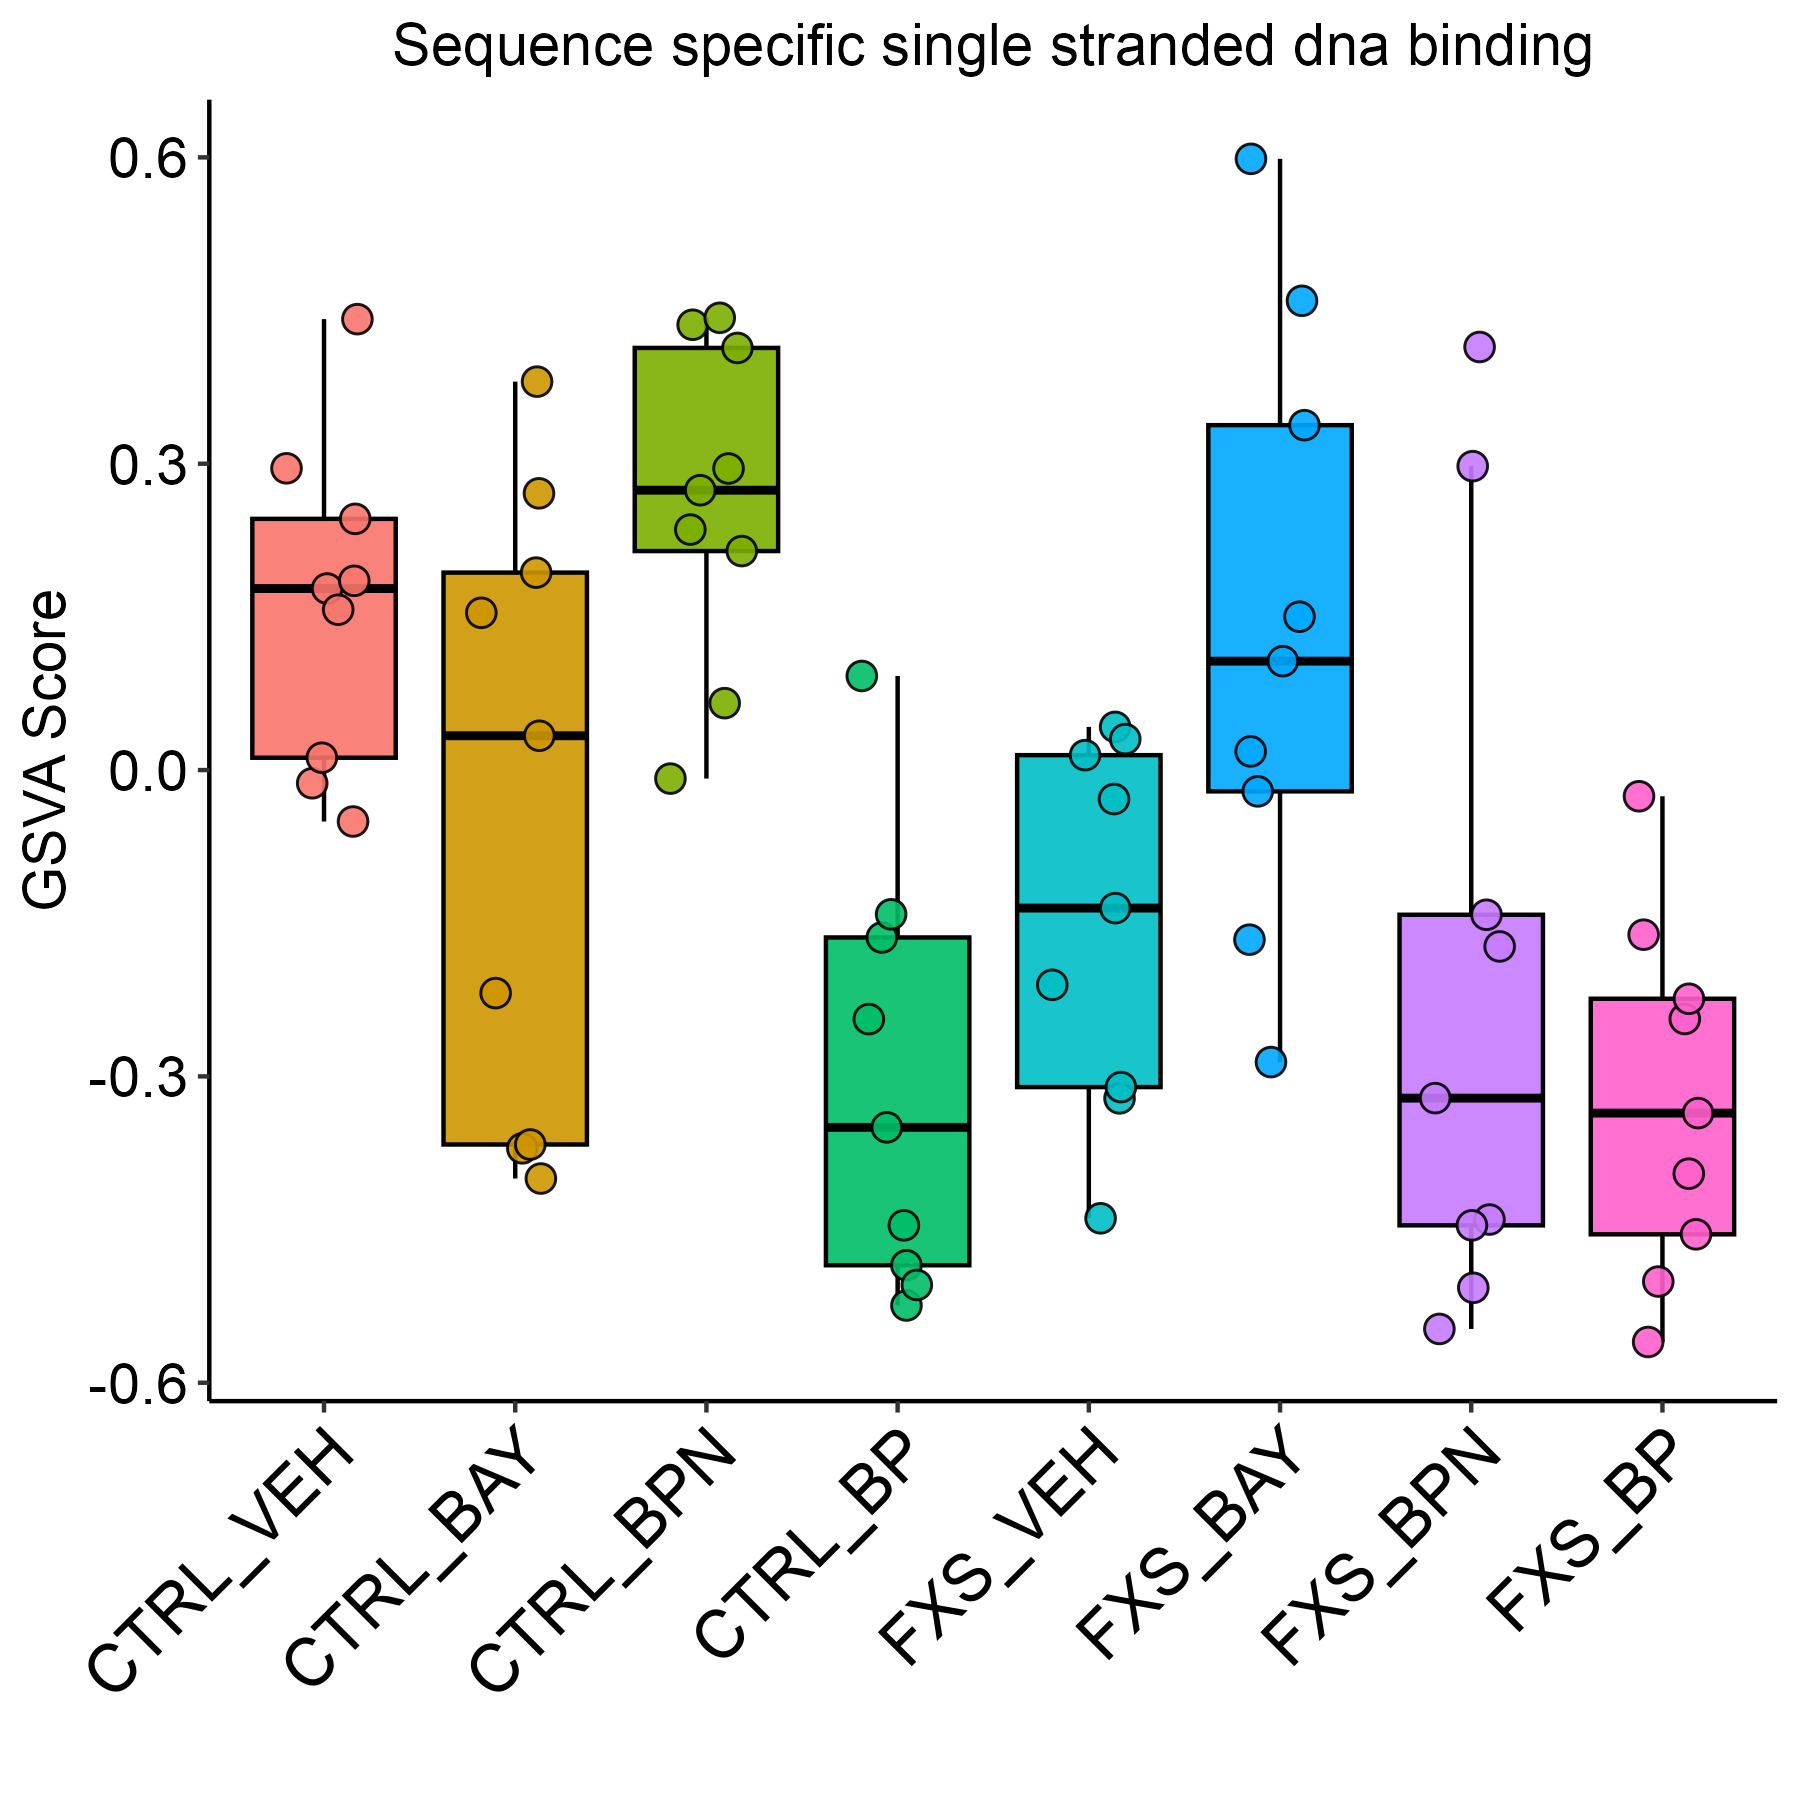 Sequence specific single stranded dna binding
GSVA Score
0.6
0.3
0.0
-0.3
-0.6
CTRL_VEH
CTRL_BAY
CTRL_BPN
CTRL_BP
FXS_VEH
FXS_BAY
FXS_BPN
FXS_BP